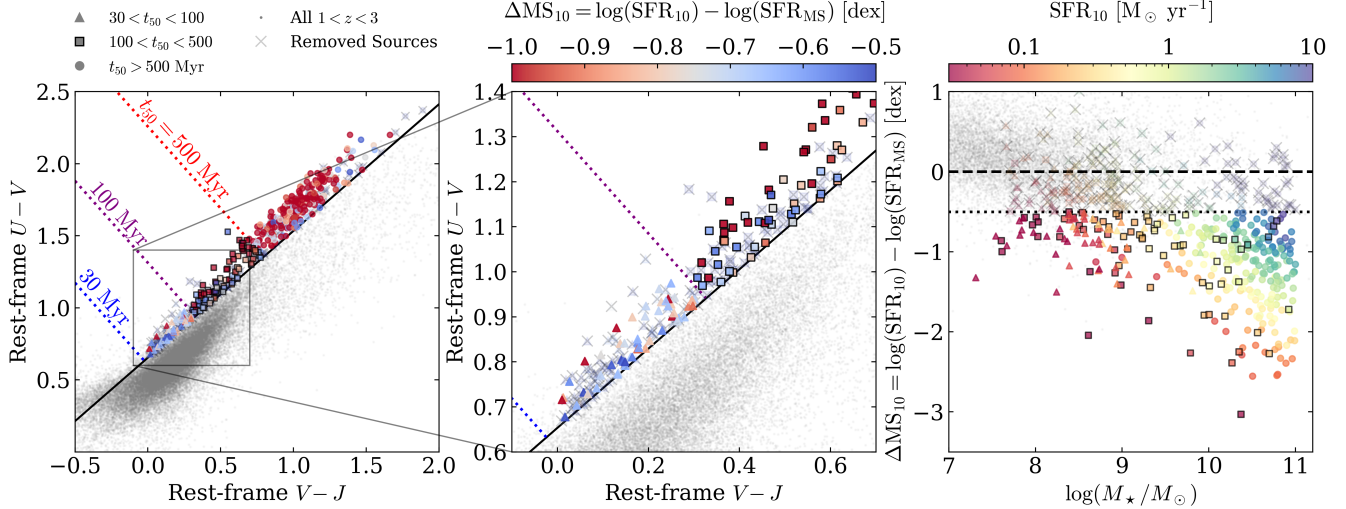 30 < t₅₀ < 100
100 < t₅₀ < 500
t₅₀ > 500 Myr
All 1 < z < 3
Removed Sources
ΔMS₁₀ = log(SFR₁₀) − log(SFR_MS) [dex]
−1.0 −0.9 −0.8 −0.7 −0.6 −0.5
SFR₁₀ [M⊙ yr⁻¹]
0.1 1 10
Rest-frame U − V
2.5
2.0
1.5
1.0
0.5
t₅₀ = 500 Myr
100 Myr
30 Myr
−0.5 0.0 0.5 1.0 1.5 2.0
Rest-frame V − J
Rest-frame U − V
1.4
1.3
1.2
1.1
1.0
0.9
0.8
0.7
0.6
0.0 0.2 0.4 0.6
Rest-frame V − J
ΔMS₁₀ = log(SFR₁₀) − log(SFR_MS) [dex]
1
0
−1
−2
−3
7 8 9 10 11
log(M⋆/M⊙)